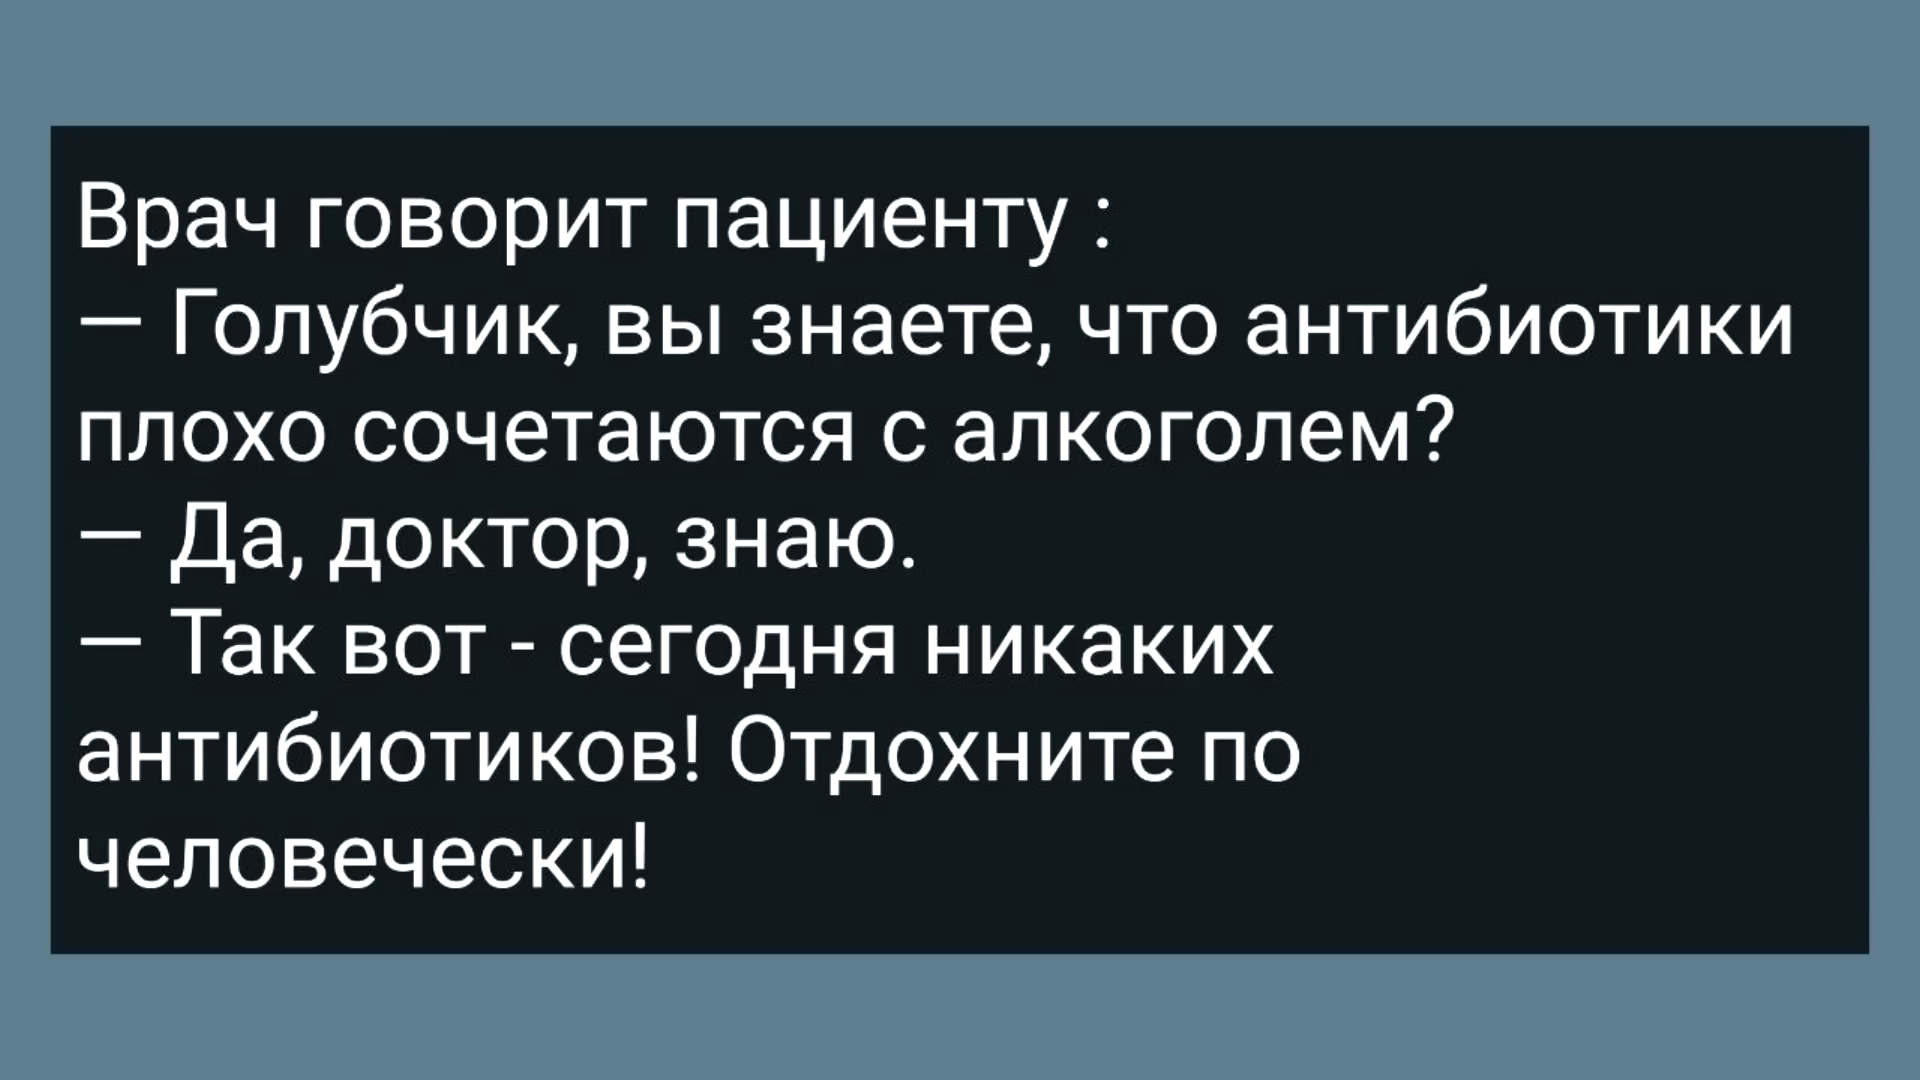 Врач говорит пациенту :
— Голубчик, вы знаете, что антибиотики
плохо сочетаются с алкоголем?
— Да, доктор, знаю.
— Так вот - сегодня никаких
антибиотиков! Отдохните по
человечески!